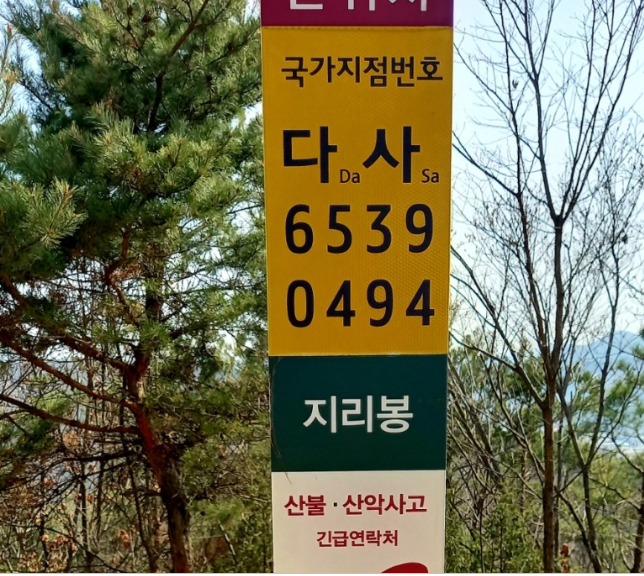 국가지점번호
다 Da 사 Sa
6539
0494
지리봉
산불·산악사고
긴급연락처